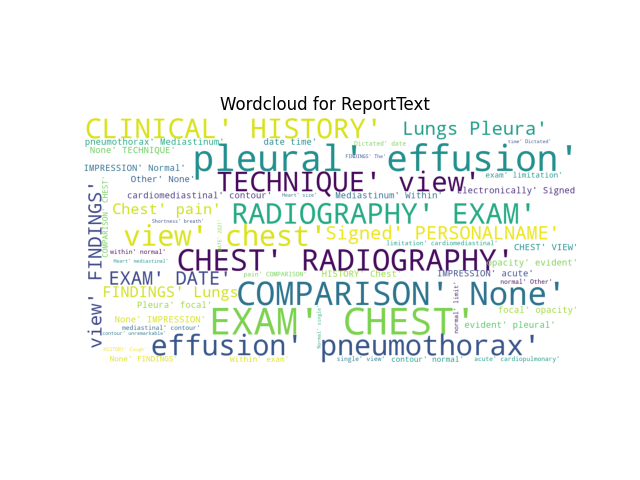 Wordcloud for ReportText
CLINICAL' HISTORY'
Lungs Pleura'
pneumothorax' Mediastinum'
date time'
Dictated' date
time' Dictated'
None' TECHNIQUE'
pleural' effusion'
FINDINGS' The'
IMPRESSION' Normal'
Other' None'
TECHNIQUE' view'
exam' limitation'
electronically' Signed
cardiomediastinal' contour'
Heart' size'
Mediastinum' Within'
COMPARISON' CHEST'
Chest' pain'
RADIOGRAPHY' EXAM'
Shortness' breath'
view' chest'
Signed' PERSONALNAME'
limitation' cardiomediastinal'
CHEST' VIEW'
within' normal'
CHEST' RADIOGRAPHY'
Heart' mediastinal'
opacity' evident'
view' FINDINGS'
EXAM' DATE'
pain' COMPARISON'
HISTORY' Chest'
IMPRESSION' acute'
normal' Other'
FINDINGS' Lungs
COMPARISON' None'
normal' limit'
Pleura' focal'
focal' opacity'
None' IMPRESSION'
EXAM' CHEST'
evident' pleural'
mediastinal' contour'
contour' unremarkable'
Normal' single'
effusion' pneumothorax'
HISTORY' Cough'
None' FINDINGS'
Within' exam'
single' view'
contour' normal'
acute' cardiopulmonary'